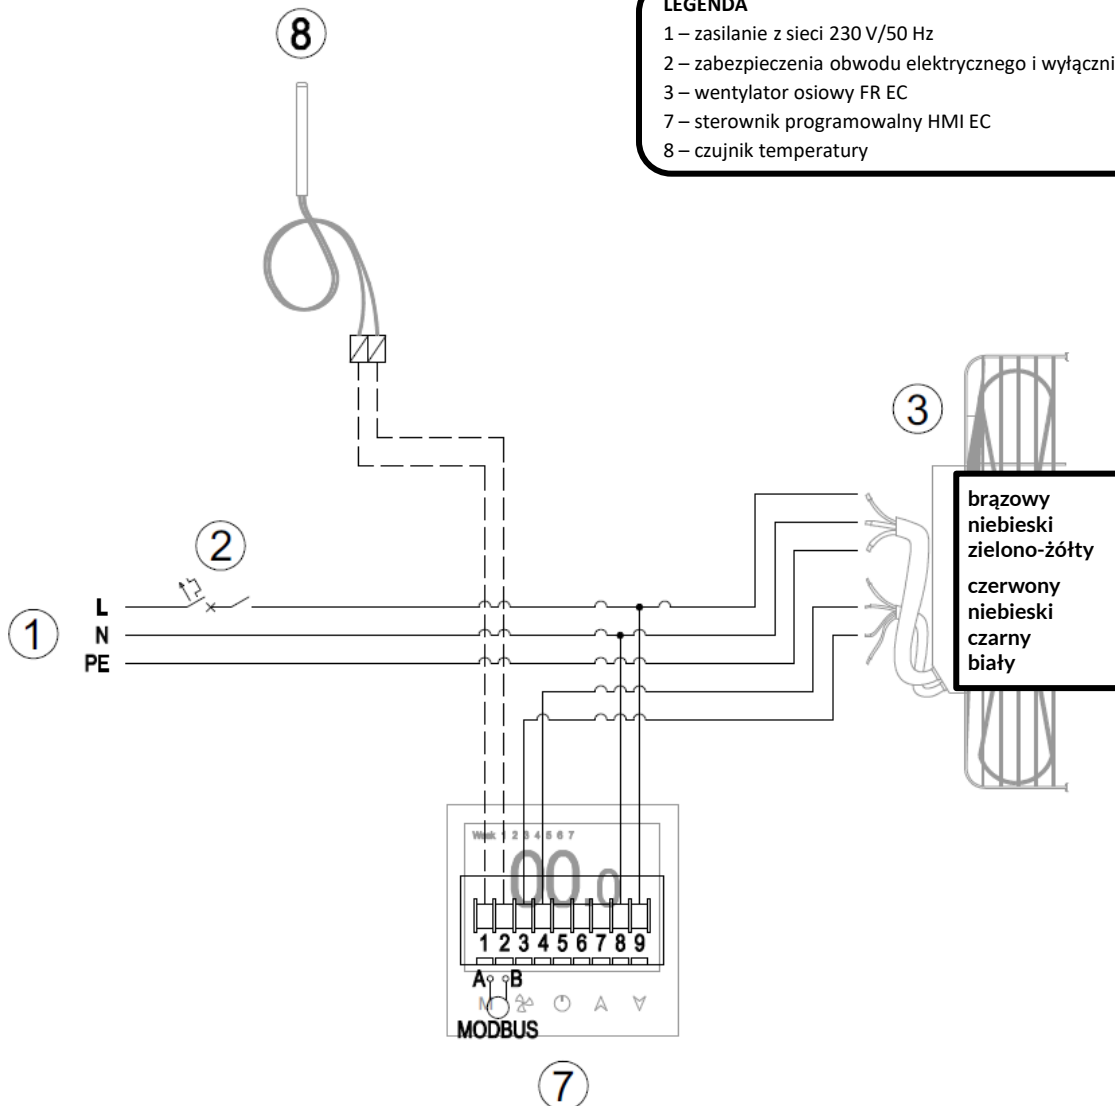 8
LEGENDA
1 – zasilanie z sieci 230 V/50 Hz
2 – zabezpieczenia obwodu elektrycznego i wyłączni
3 – wentylator osiowy FR EC
7 – sterownik programowalny HMI EC
8 – czujnik temperatury
3
brązowy
niebieski
zielono-żółty
czerwony
niebieski
czarny
biały
2
1
L
N
PE
Week 1 2 3 4 5 6 7
00.0
1 2 3 4 5 6 7 8 9
A B
M
MODBUS
7